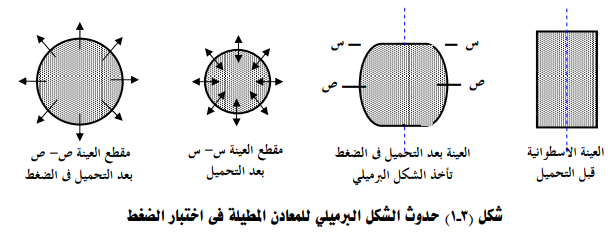 س
س
ص
ص
العينة الاسطوانية
قبل التحميل
العينة بعد التحميل فى الضغط
تأخذ الشكل البرميلي
مقطع العينة س- س
بعد التحميل
مقطع العينة ص- ص
بعد التحميل فى الضغط
شكل (٣-١) حدوث الشكل البرميلي للمعادن المطيلة فى اختبار الضغط